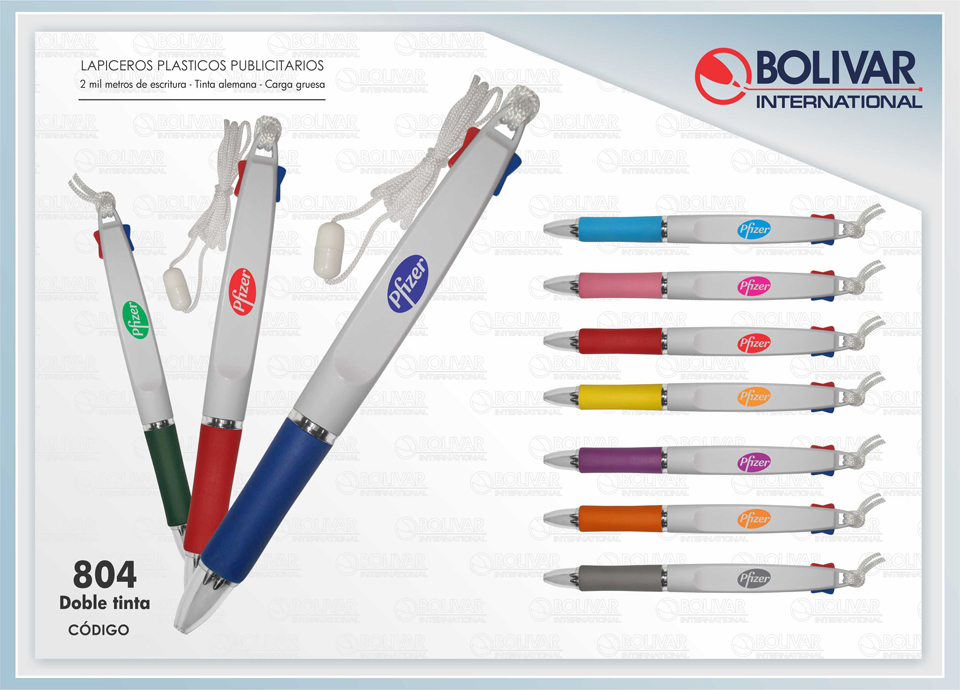 LAPICEROS PLASTICOS PUBLICITARIOS
2 mil metros de escritura - Tinta alemana - Carga gruesa
BOLIVAR
INTERNATIONAL
Pfizer
Pfizer
Pfizer
Pfizer
Pfizer
Pfizer
Pfizer
Pfizer
Pfizer
Pfizer
804
Doble tinta
CÓDIGO